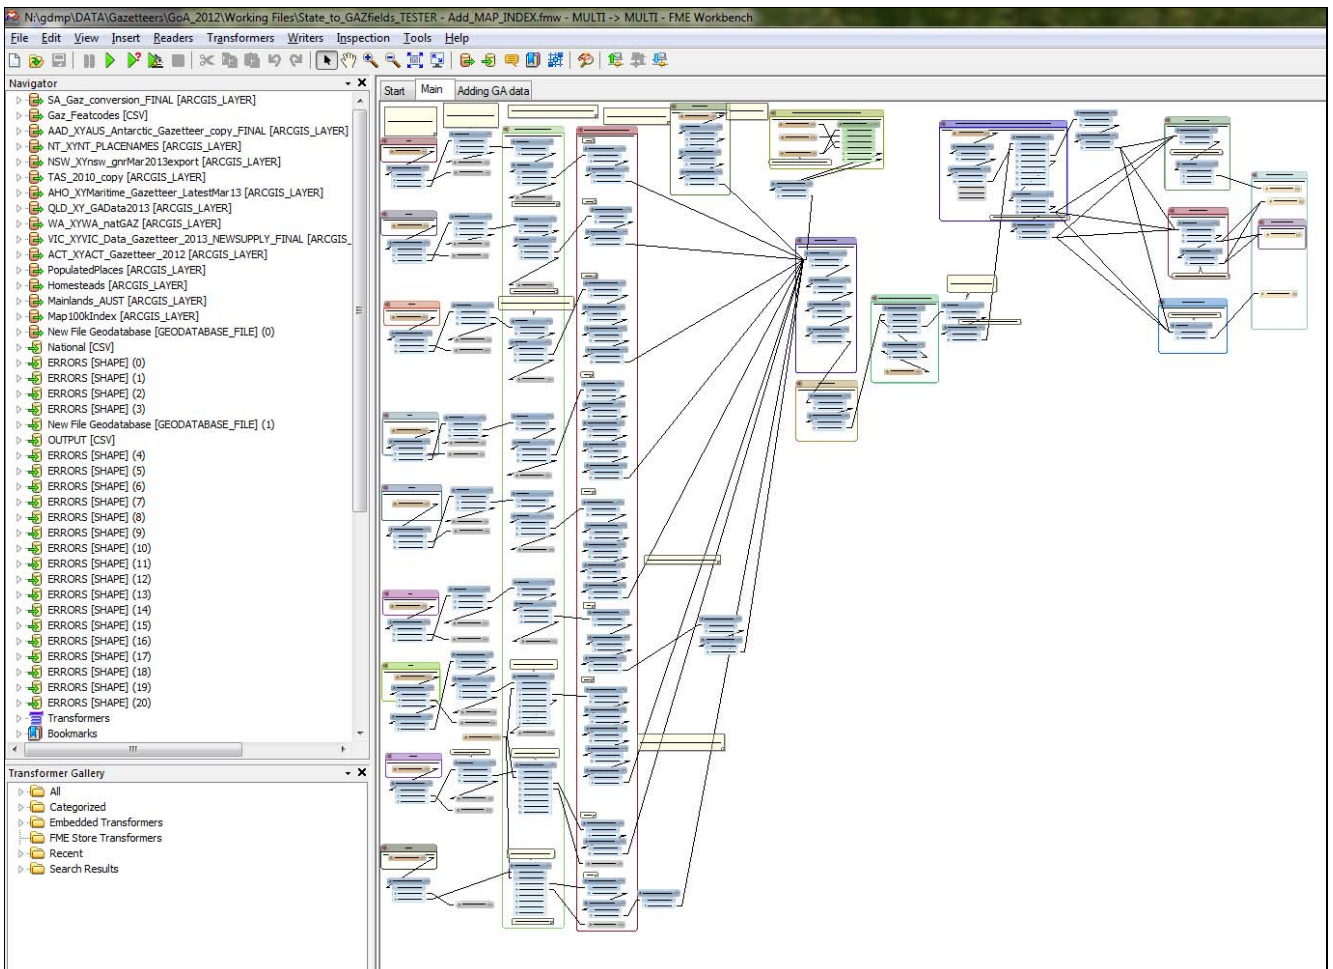 N:\gdmp\DATA\Gazetteers\GoA_2012\Working Files\State_to_GAZfields_TESTER - Add_MAP_INDEX.fmw - MULTI -> MULTI - FME Workbench
File Edit View Insert Readers Transformers Writers Inspection Tools Help
Navigator
SA_Gaz_conversion_FINAL [ARCGIS_LAYER]
Gaz_Featcodes [CSV]
AAD_XYAUS_Antarctic_Gazetteer_copy_FINAL [ARCGIS_LAYER]
NT_XYNT_PLACENAMES [ARCGIS_LAYER]
NSW_XYnsw_gnrMar2013export [ARCGIS_LAYER]
TAS_2010_copy [ARCGIS_LAYER]
AHO_XYMaritime_Gazetteer_LatestMar13 [ARCGIS_LAYER]
QLD_XY_GAData2013 [ARCGIS_LAYER]
WA_XYWA_natGAZ [ARCGIS_LAYER]
VIC_XYVIC_Data_Gazetteer_2013_NEWSUPPLY_FINAL [ARCGIS_
ACT_XYACT_Gazetteer_2012 [ARCGIS_LAYER]
PopulatedPlaces [ARCGIS_LAYER]
Homesteads [ARCGIS_LAYER]
Mainlands_AUST [ARCGIS_LAYER]
Map100kIndex [ARCGIS_LAYER]
New File Geodatabase [GEODATABASE_FILE] (0)
National [CSV]
ERRORS [SHAPE] (0)
ERRORS [SHAPE] (1)
ERRORS [SHAPE] (2)
ERRORS [SHAPE] (3)
New File Geodatabase [GEODATABASE_FILE] (1)
OUTPUT [CSV]
ERRORS [SHAPE] (4)
ERRORS [SHAPE] (5)
ERRORS [SHAPE] (6)
ERRORS [SHAPE] (7)
ERRORS [SHAPE] (8)
ERRORS [SHAPE] (9)
ERRORS [SHAPE] (10)
ERRORS [SHAPE] (11)
ERRORS [SHAPE] (12)
ERRORS [SHAPE] (13)
ERRORS [SHAPE] (14)
ERRORS [SHAPE] (15)
ERRORS [SHAPE] (16)
ERRORS [SHAPE] (17)
ERRORS [SHAPE] (18)
ERRORS [SHAPE] (19)
ERRORS [SHAPE] (20)
Transformers
Bookmarks
Transformer Gallery
All
Categorized
Embedded Transformers
FME Store Transformers
Recent
Search Results
Start Main Adding GA data